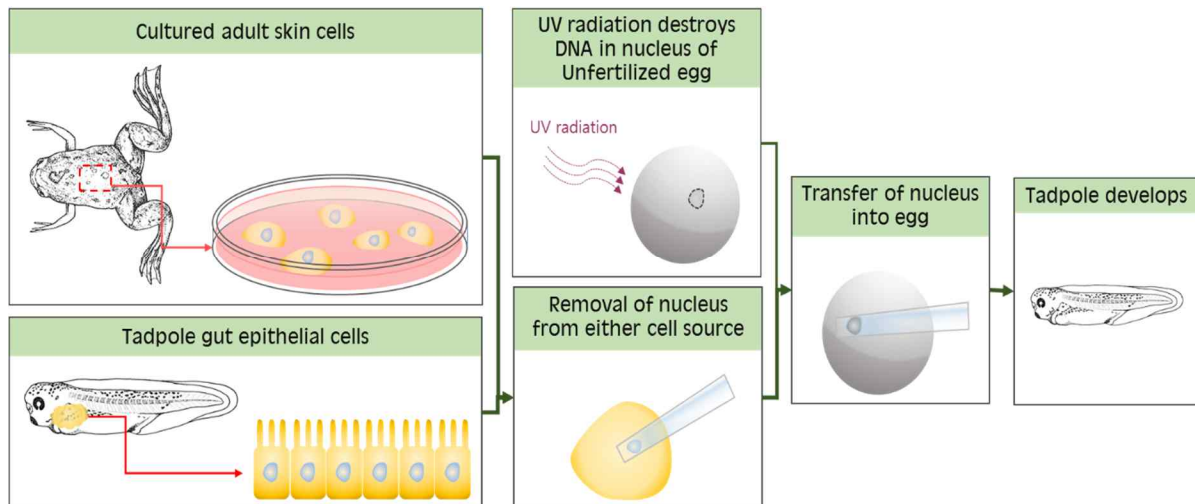 Cultured adult skin cells
UV radiation destroys
DNA in nucleus of
Unfertilized egg
UV radiation
Transfer of nucleus
into egg
Tadpole develops
Tadpole gut epithelial cells
Removal of nucleus
from either cell source